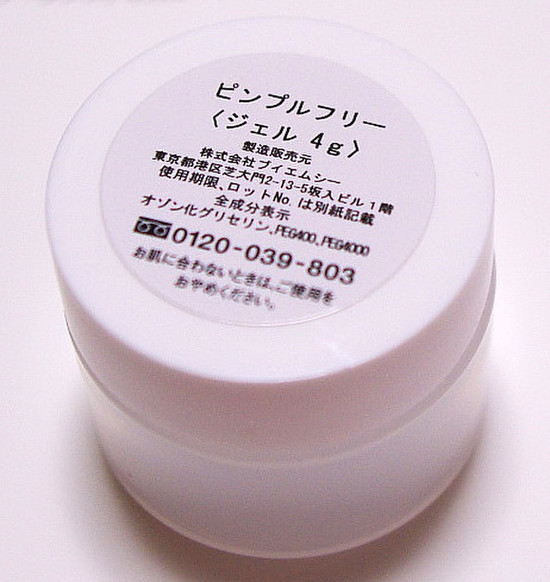 ピンプルフリー
〈ジェル 4g〉
製造販売元
株式会社ブイエムシー
東京都港区芝大門2-13-5坂入ビル1階
使用期限、ロットNo.は別紙記載
全成分表示
オゾン化グリセリン、PEG400、PEG4000
0120-039-803
お肌に合わないときは、ご使用を
おやめください。